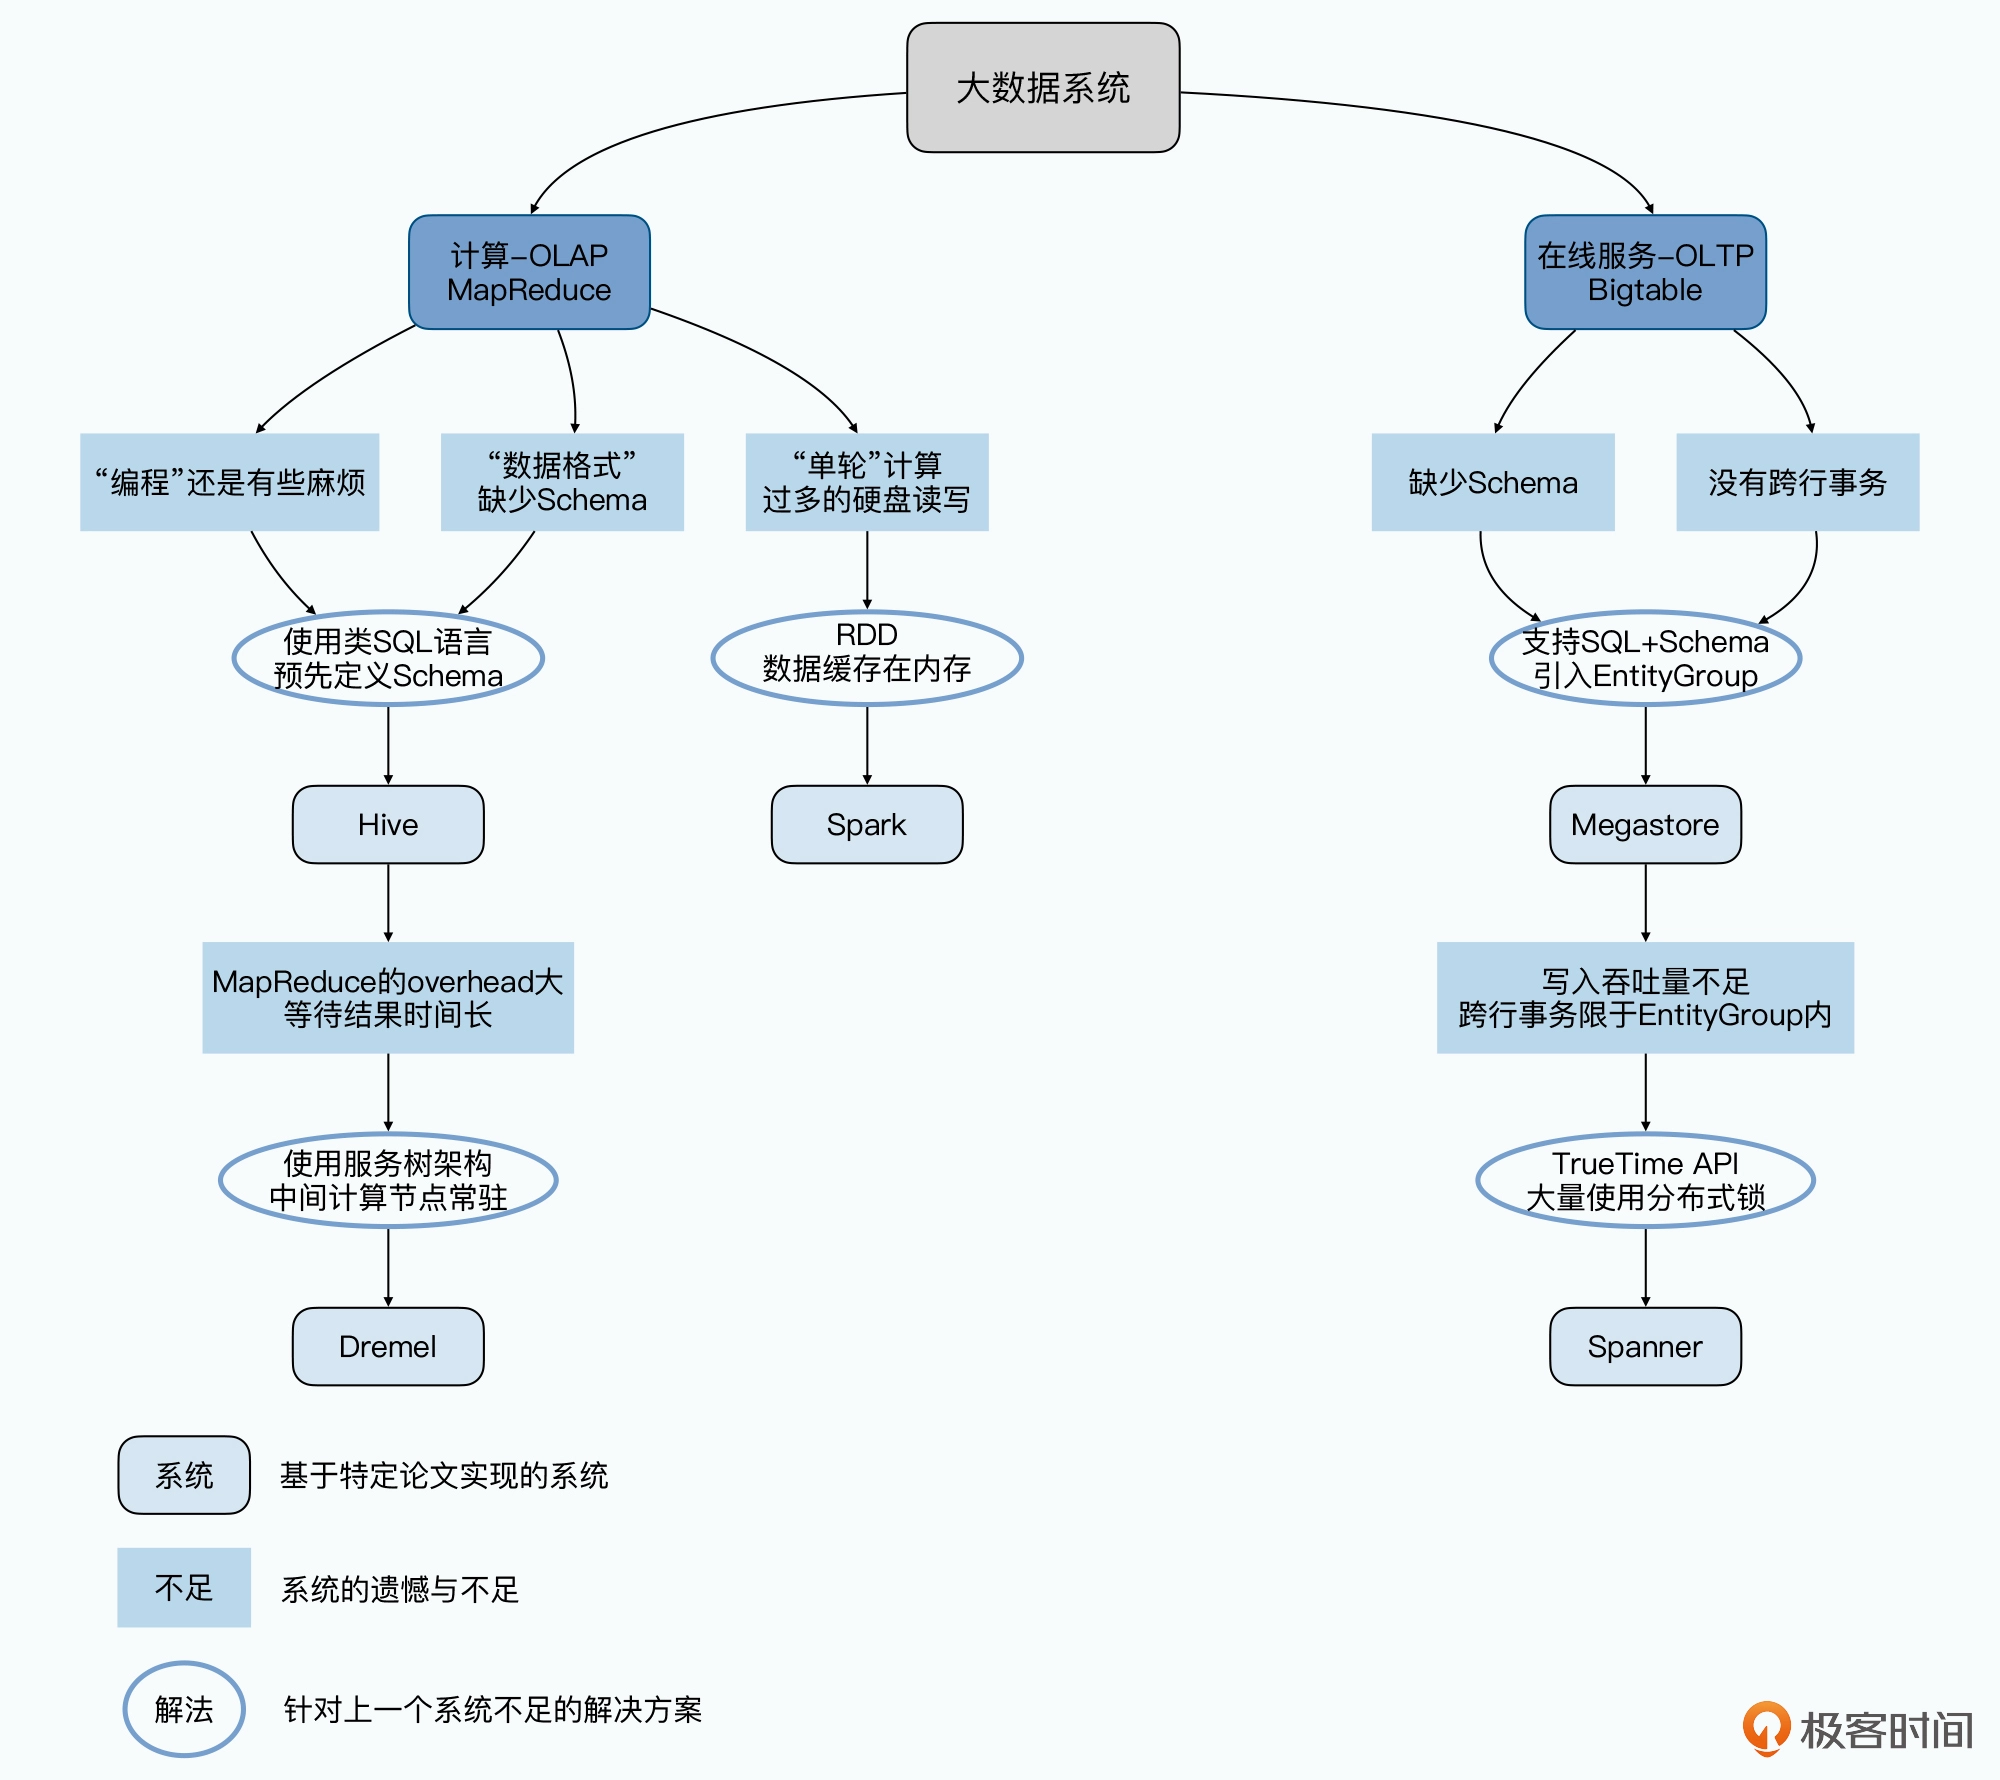 大数据系统
计算-OLAP
MapReduce
在线服务-OLTP
Bigtable
“编程”还是有些麻烦
“数据格式”
缺少Schema
“单轮”计算
过多的硬盘读写
缺少Schema
没有跨行事务
使用类SQL语言
预先定义Schema
RDD
数据缓存在内存
支持SQL+Schema
引入EntityGroup
Hive
Spark
Megastore
MapReduce的overhead大
等待结果时间长
写入吞吐量不足
跨行事务限于EntityGroup内
使用服务树架构
中间计算节点常驻
TrueTime API
大量使用分布式锁
Dremel
Spanner
系统
基于特定论文实现的系统
不足
系统的遗憾与不足
解法
针对上一个系统不足的解决方案
极客时间